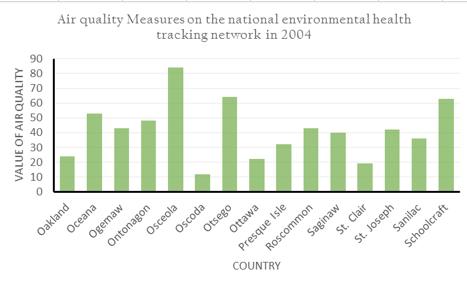 Air quality Measures on the national environmental health
tracking network in 2004
VALUE OF AIR QUALITY
90
80
70
60
50
40
30
20
10
0
Oakland
Oceana
Ogemaw
Ontonagon
Osceola
Oscoda
Otsego
Ottawa
Presque Isle
Roscommon
Saginaw
St. Clair
St. Joseph
Sanilac
Schoolcraft
COUNTRY